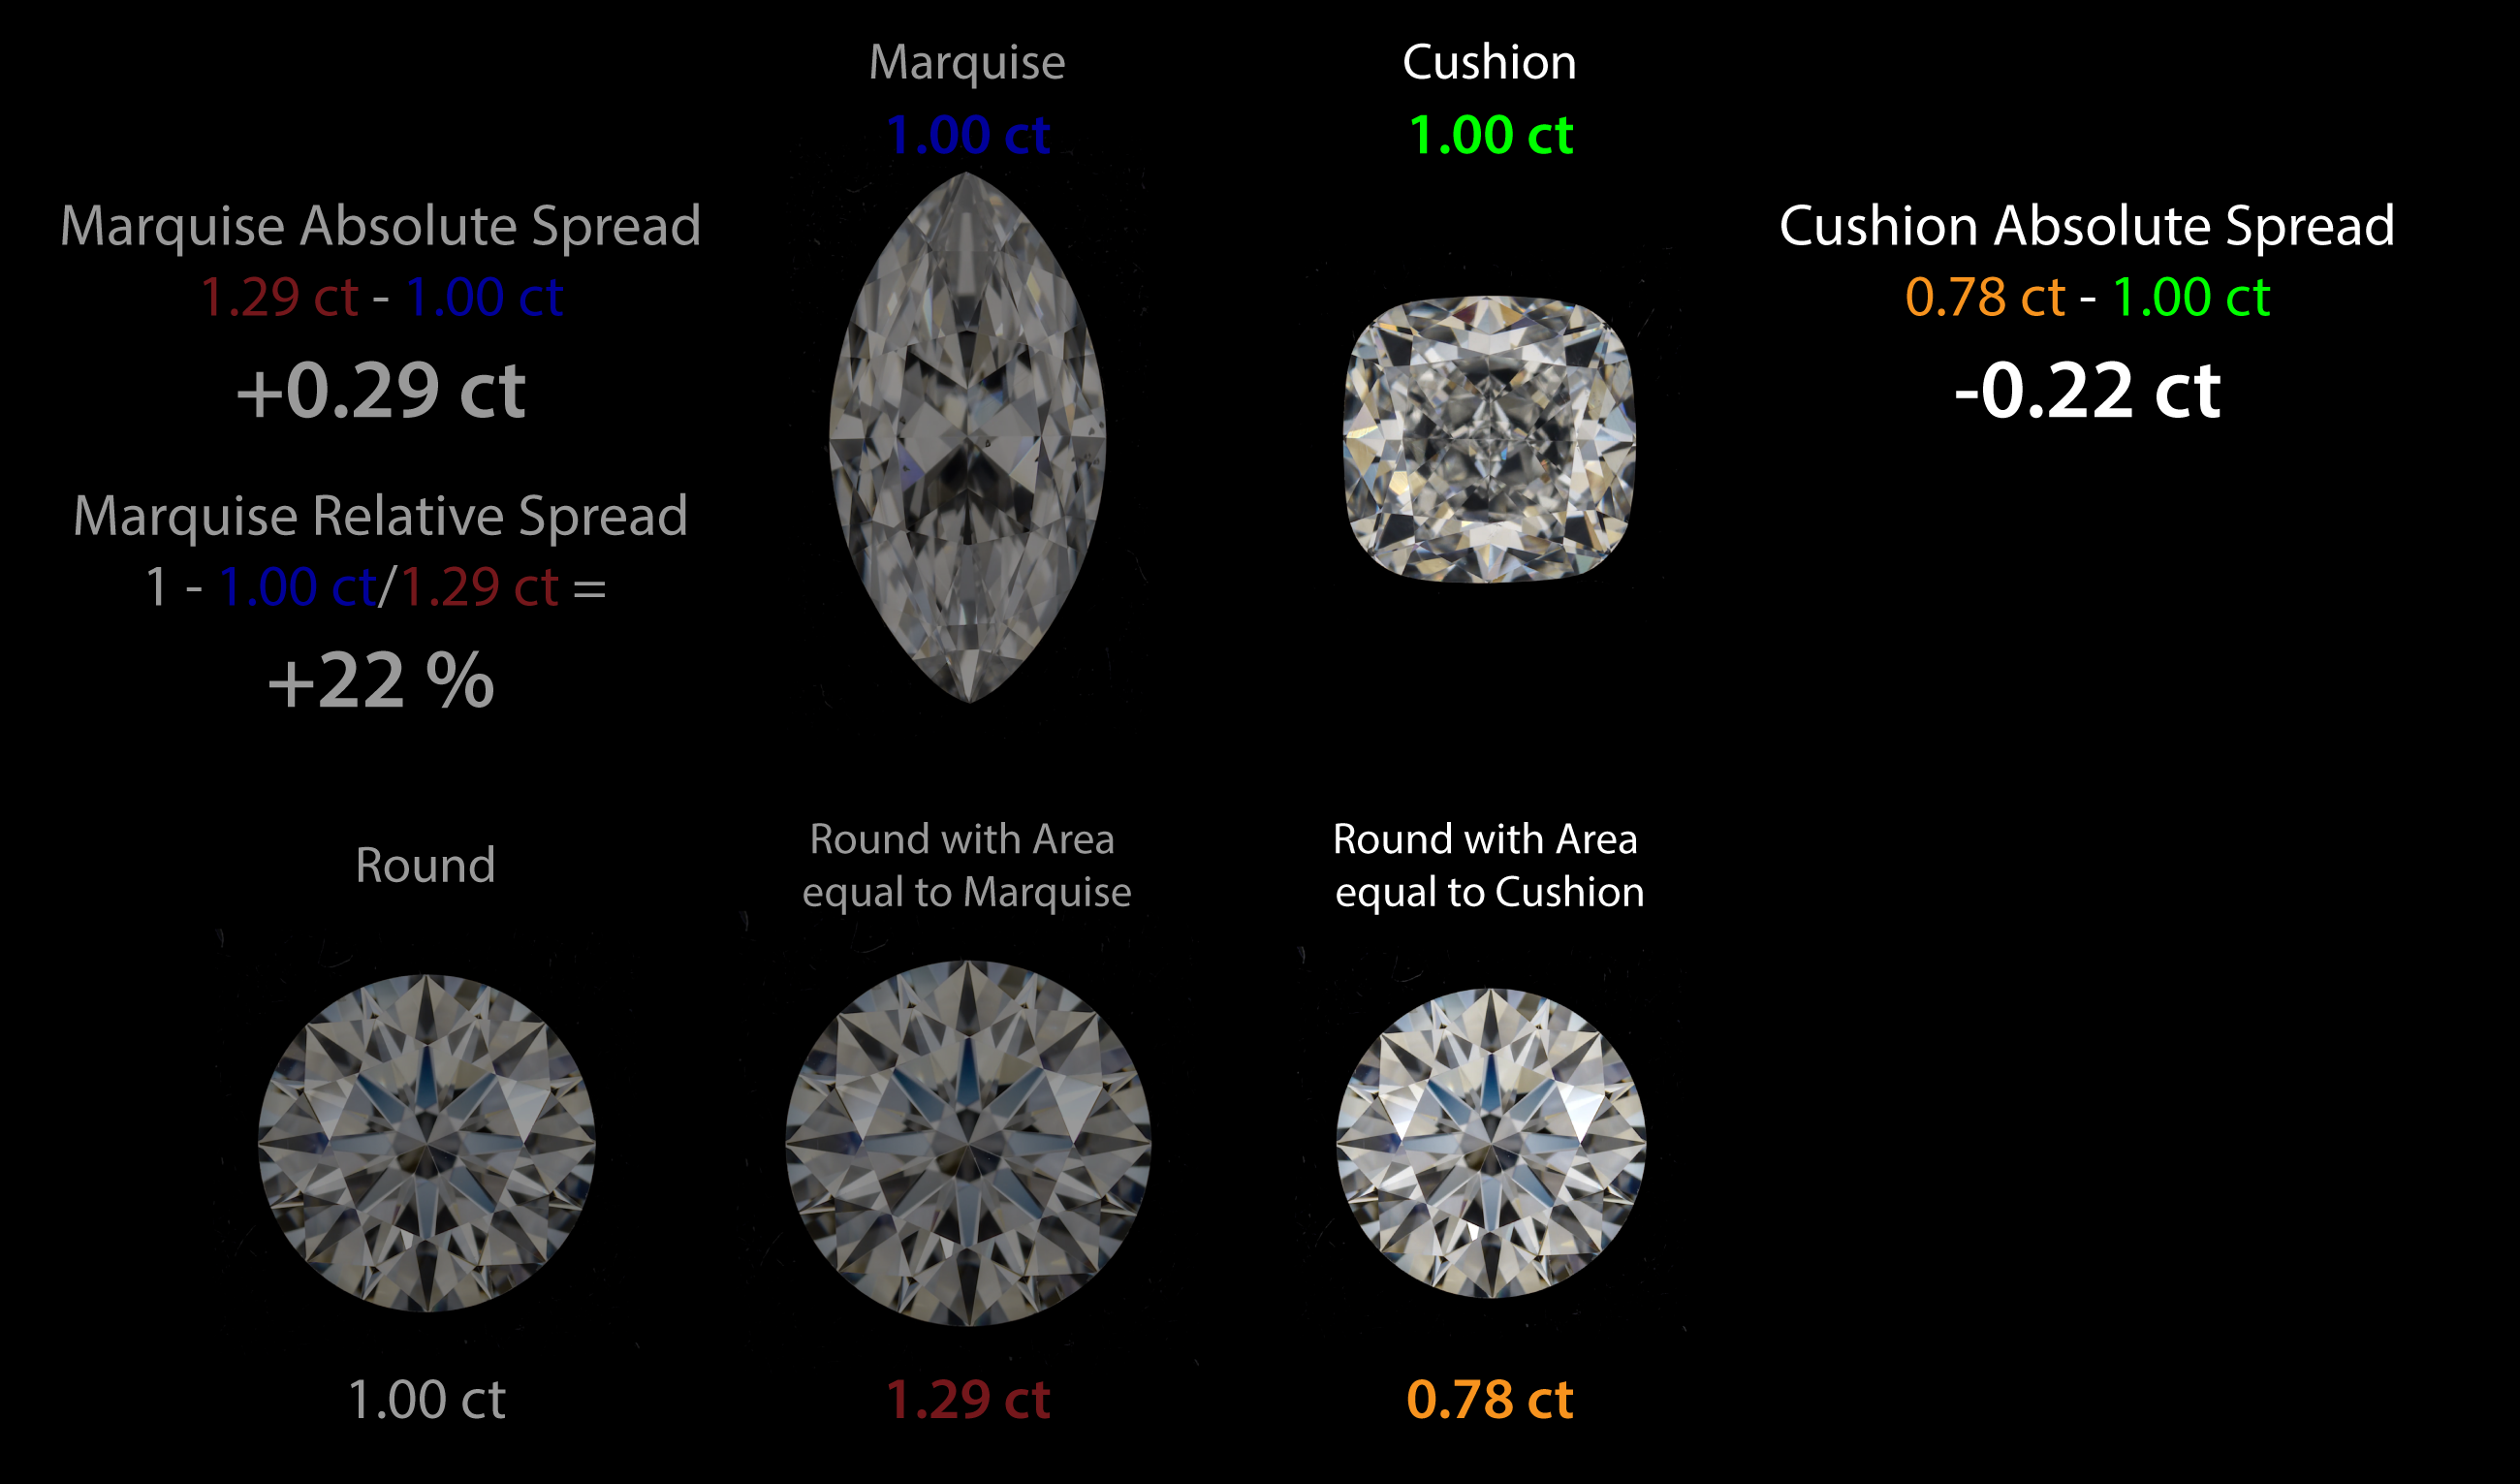 Marquise
1.00 ct
Cushion
1.00 ct
Marquise Absolute Spread
1.29 ct - 1.00 ct
+0.29 ct
Marquise Relative Spread
1 - 1.00 ct/1.29 ct =
+22 %
Cushion Absolute Spread
0.78 ct - 1.00 ct
-0.22 ct
Round
1.00 ct
Round with Area
equal to Marquise
1.29 ct
Round with Area
equal to Cushion
0.78 ct